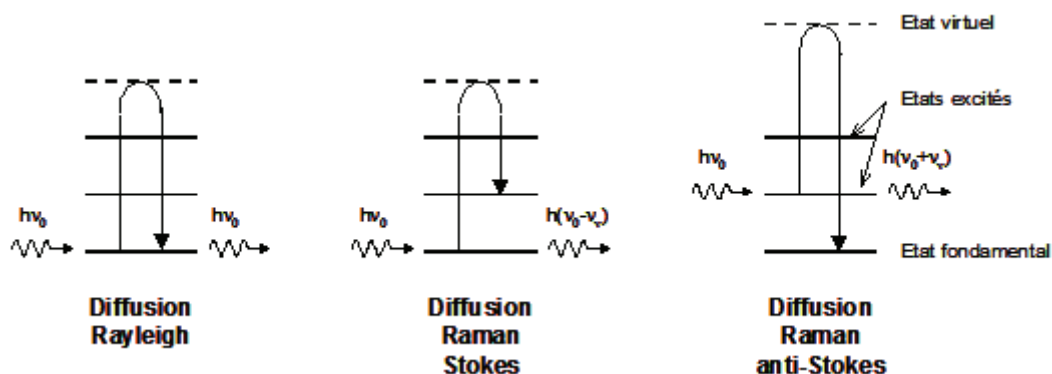 Etat virtuel
Etats excités
hν₀
h(ν₀+νᵥ)
hν₀
hν₀
hν₀
h(ν₀-νᵥ)
Etat fondamental
Diffusion
Rayleigh
Diffusion
Raman
Stokes
Diffusion
Raman
anti-Stokes